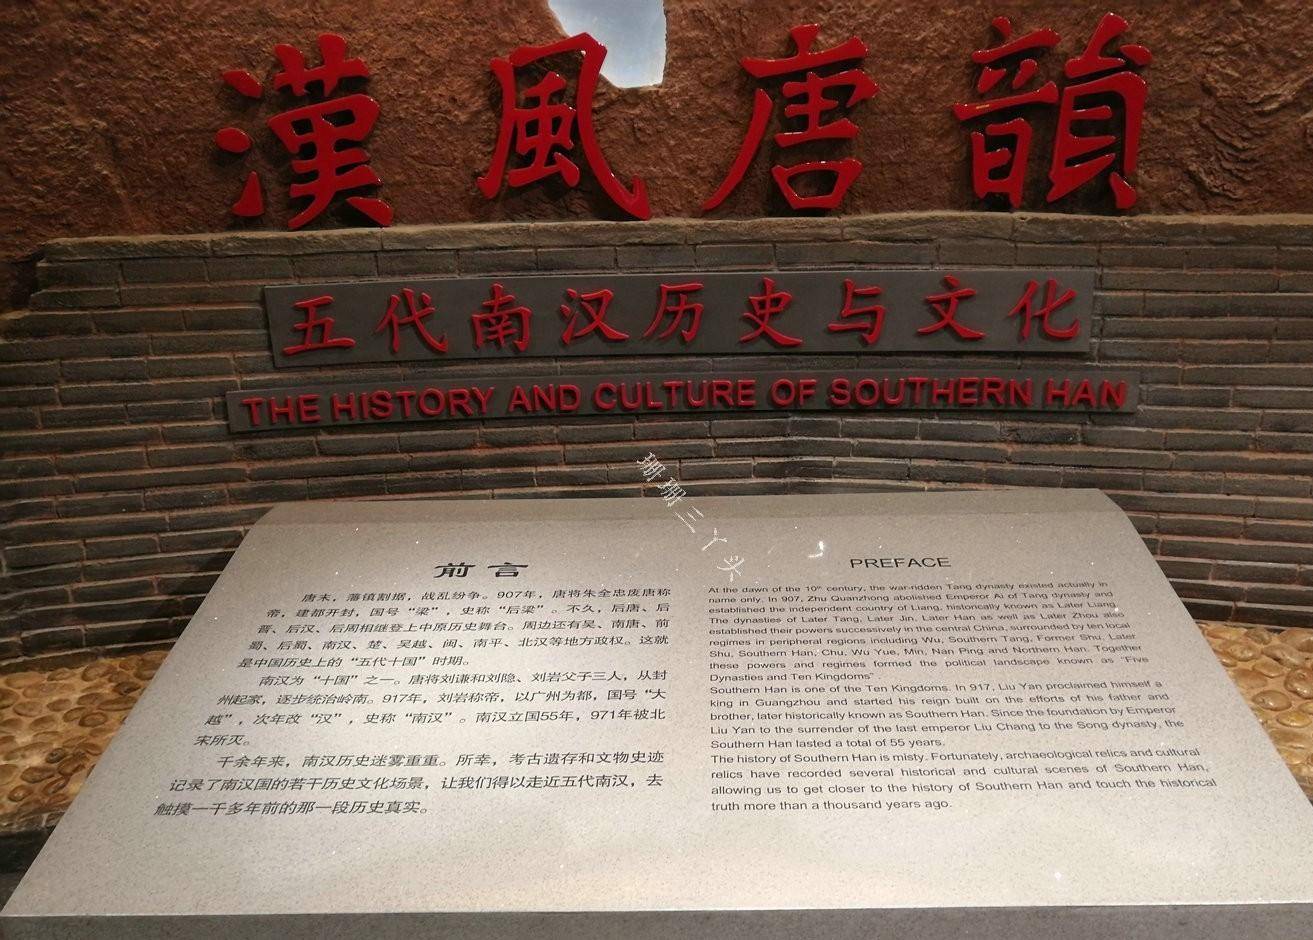 漢風唐韻
五代南汉历史与文化
THE HISTORY AND CULTURE OF SOUTHERN HAN
珊珊三丫头
前言
唐末，藩镇割据，战乱纷争。907年，唐将朱全忠废唐称
帝，建都开封，国号“梁”，史称“后梁”。不久，后唐、后
晋、后汉、后周相继登上中原历史舞台。周边还有吴、南唐、前
蜀、后蜀、南汉、楚、吴越、闽、南平、北汉等地方政权。这就
是中国历史上的“五代十国”时期。
南汉为“十国”之一。唐将刘谦和刘隐、刘岩父子三人，从封
州起家，逐步统治岭南。917年，刘岩称帝，以广州为都，国号“大
越”，次年改“汉”，史称“南汉”。南汉立国55年，971年被北
宋所灭。
千余年来，南汉历史迷雾重重。所幸，考古遗存和文物史迹
记录了南汉国的若干历史文化场景，让我们得以走近五代南汉，去
触摸一千多年前的那一段历史真实。
PREFACE
At the dawn of the 10th century, the war-ridden Tang dynasty existed actually in
name only. In 907, Zhu Quanzhong abolished Emperor Ai of Tang dynasty and
established the independent country of Liang, historically known as Later Liang.
The dynasties of Later Tang, Later Jin, Later Han as well as Later Zhou also
established their powers successively in the central China, surrounded by ten local
regimes in peripheral regions including Wu, Southern Tang, Former Shu, Later
Shu, Southern Han, Chu, Wu Yue, Min, Nan Ping and Northern Han. Together
these powers and regimes formed the political landscape known as "Five
Dynasties and Ten Kingdoms".
Southern Han is one of the Ten Kingdoms. In 917, Liu Yan proclaimed himself a
king in Guangzhou and started his reign built on the efforts of his father and
brother, later historically known as Southern Han. Since the foundation by Emperor
Liu Yan to the surrender of the last emperor Liu Chang to the Song dynasty, the
Southern Han lasted a total of 55 years.
The history of Southern Han is misty. Fortunately, archaeological relics and cultural
relics have recorded several historical and cultural scenes of Southern Han,
allowing us to get closer to the history of Southern Han and touch the historical
truth more than a thousand years ago.